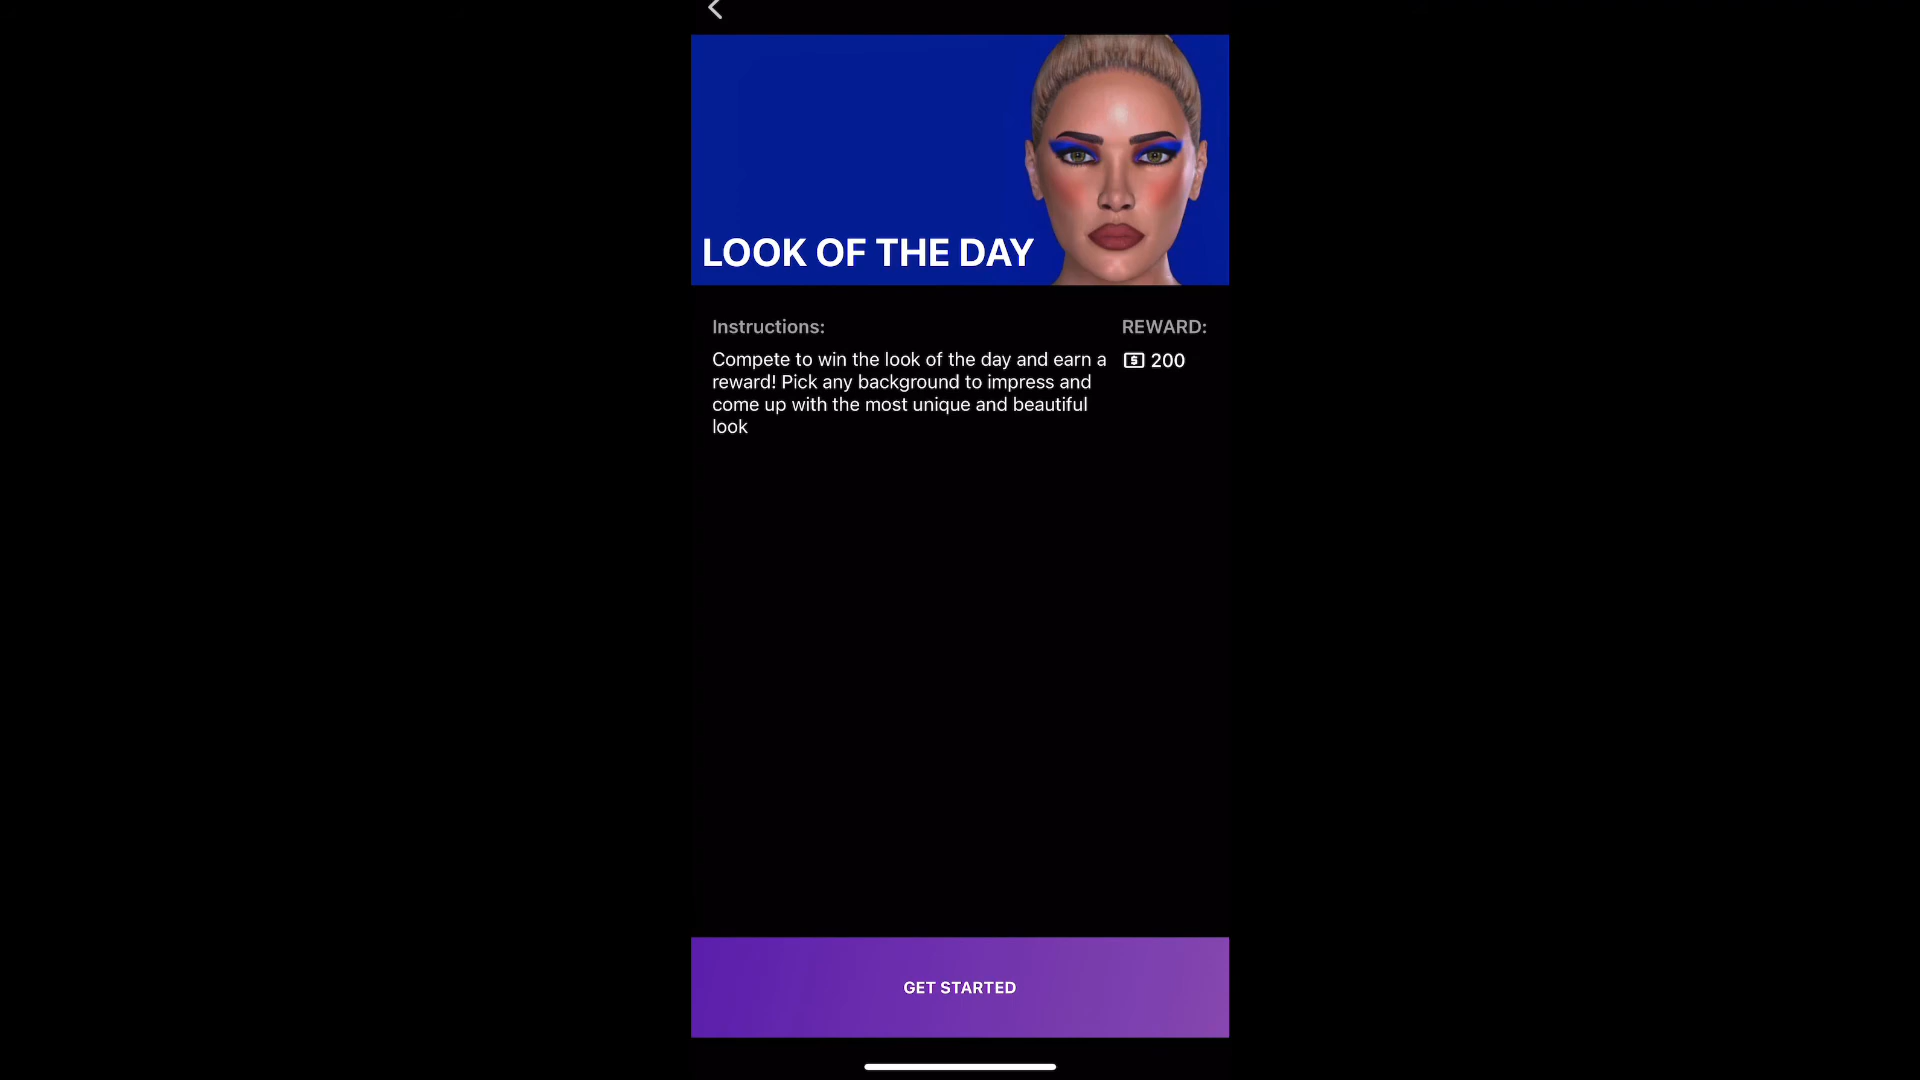 LOOK OF THE DAY
Instructions:
REWARD:
Compete to win the look of the day and earn a
reward! Pick any background to impress and
come up with the most unique and beautiful
look
200
GET STARTED